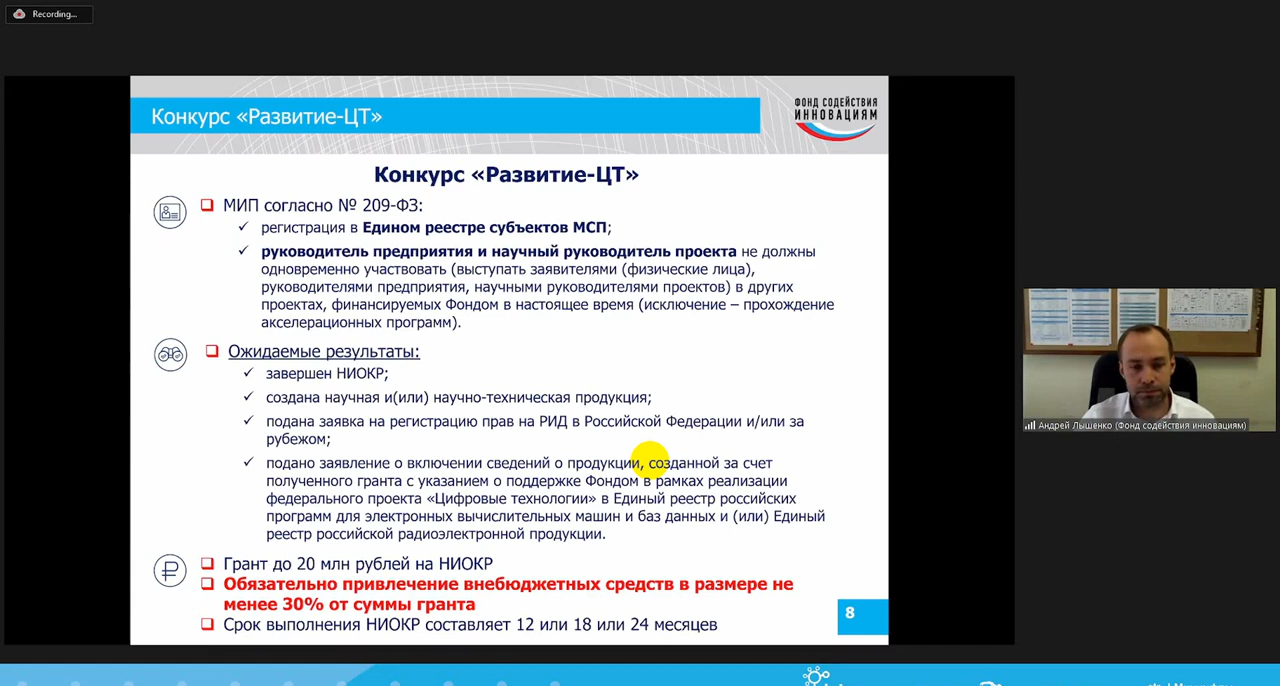 Recording...
Конкурс «Развитие-ЦТ»
ФОНД СОДЕЙСТВИЯ
ИННОВАЦИЯМ
Конкурс «Развитие-ЦТ»
МИП согласно № 209-ФЗ:
регистрация в Едином реестре субъектов МСП;
руководитель предприятия и научный руководитель проекта не должны
одновременно участвовать (выступать заявителями (физические лица),
руководителями предприятия, научными руководителями проектов) в других
проектах, финансируемых Фондом в настоящее время (исключение – прохождение
акселерационных программ).
Ожидаемые результаты:
завершен НИОКР;
создана научная и(или) научно-техническая продукция;
подана заявка на регистрацию прав на РИД в Российской Федерации и/или за
рубежом;
подано заявление о включении сведений о продукции, созданной за счет
полученного гранта с указанием о поддержке Фондом в рамках реализации
федерального проекта «Цифровые технологии» в Единый реестр российских
программ для электронных вычислительных машин и баз данных и (или) Единый
реестр российской радиоэлектронной продукции.
Грант до 20 млн рублей на НИОКР
Обязательно привлечение внебюджетных средств в размере не
менее 30% от суммы гранта
Срок выполнения НИОКР составляет 12 или 18 или 24 месяцев
8
Андрей Лышенко (Фонд содействия инновациям)